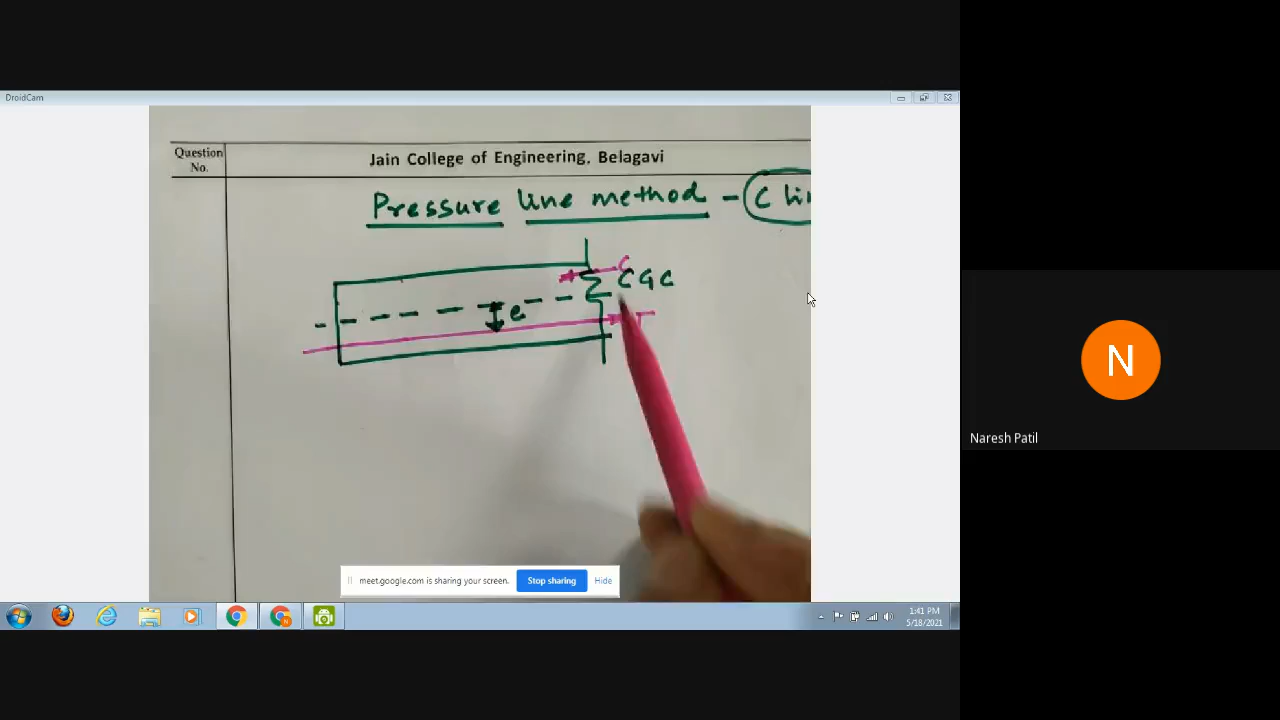 DroidCam
Question No.
Jain College of Engineering, Belagavi
Pressure line method - C li
C
CGC
e
T
meet.google.com is sharing your screen.
Stop sharing
Hide
N
Naresh Patil
1:41 PM
5/18/2021